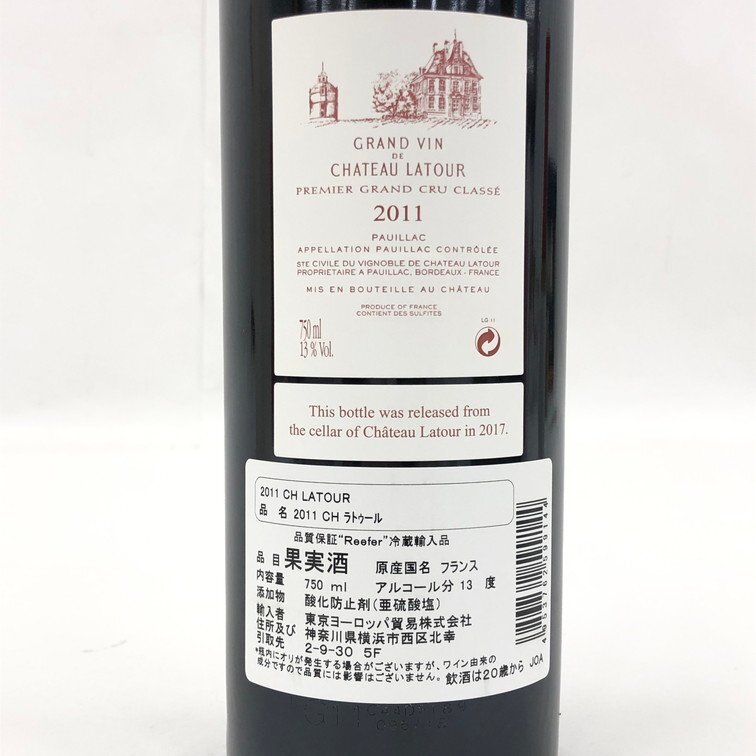 GRAND VIN
DE
CHATEAU LATOUR
PREMIER GRAND CRU CLASSÉ
2011
PAUILLAC
APPELLATION PAUILLAC CONTRÔLÉE
STE CIVILE DU VIGNOBLE DE CHATEAU LATOUR
PROPRIETAIRE A PAUILLAC, BORDEAUX - FRANCE
MIS EN BOUTEILLE AU CHÂTEAU
PRODUCE OF FRANCE
CONTIENT DES SULFITES
LG 11
750 ml
13 % Vol.
This bottle was released from
the cellar of Château Latour in 2017.
2011 CH LATOUR
品 名 2011 CH ラトゥール
品質保証“Reefer”冷蔵輸入品
品目 果実酒 原産国名 フランス
内容量 750 ml アルコール分 13 度
添加物 酸化防止剤(亜硫酸塩)
輸入者 東京ヨーロッパ貿易株式会社
住所及び 神奈川県横浜市西区北幸
引取先 2-9-30 5F
*瓶内にオリが発生する場合がございますが、ワイン由来の
成分ですので品質には影響はございません。飲酒は20歳から JOA
4953762599144